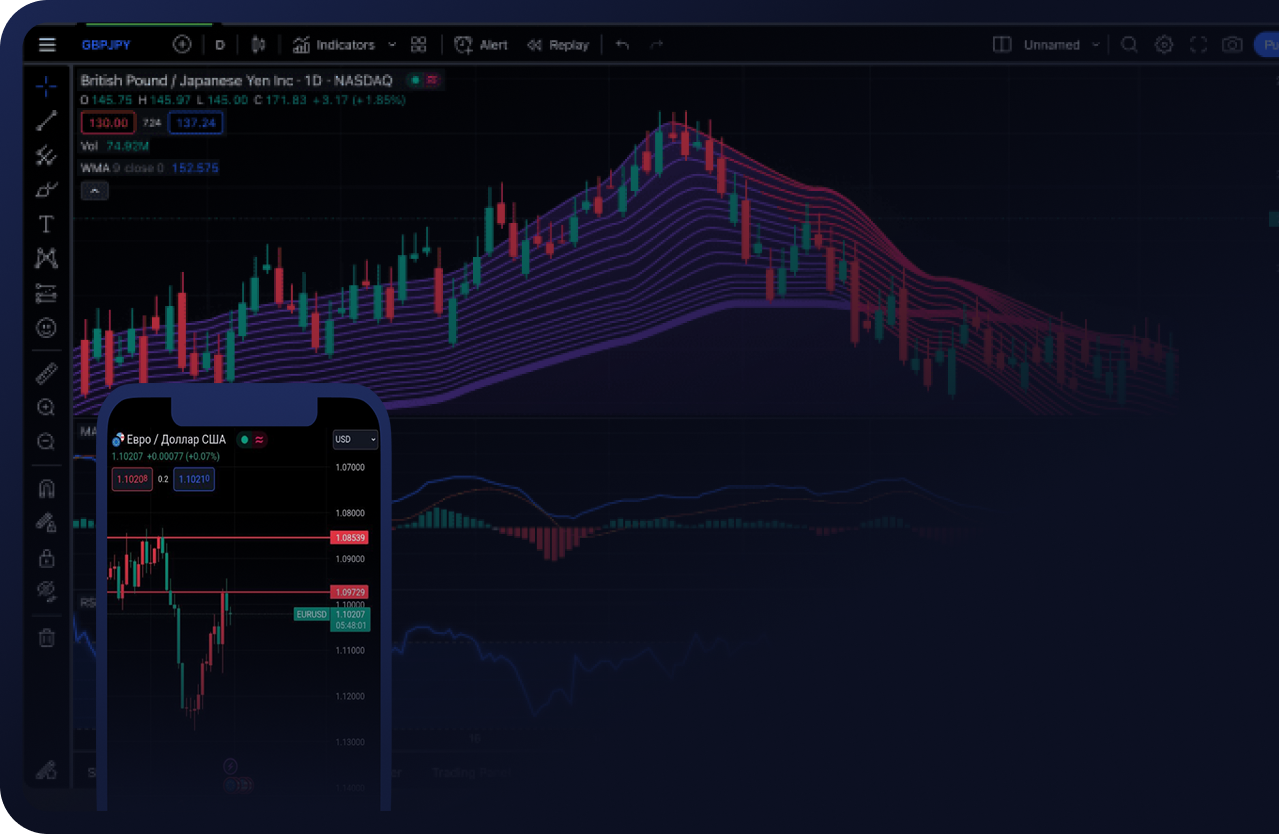 GBPJPY D Indicators Alert Replay Unnamed
British Pound / Japanese Yen Inc - 1D - NASDAQ
O 145.75 H 145.97 L 145.00 C 171.83 +3.17 (+1.85%)
130.00 724 137.24
Vol 74.92M
WMA 9 close 0 152.575
Евро / Доллар США USD
1.10207 +0.00077 (+0.07%)
1.10208 0.2 1.10210
1.07000
1.08000
1.08539
1.09000
1.09729
1.10000
EURUSD 1.10207
05:48:01
1.11000
1.12000
1.13000
1.14000